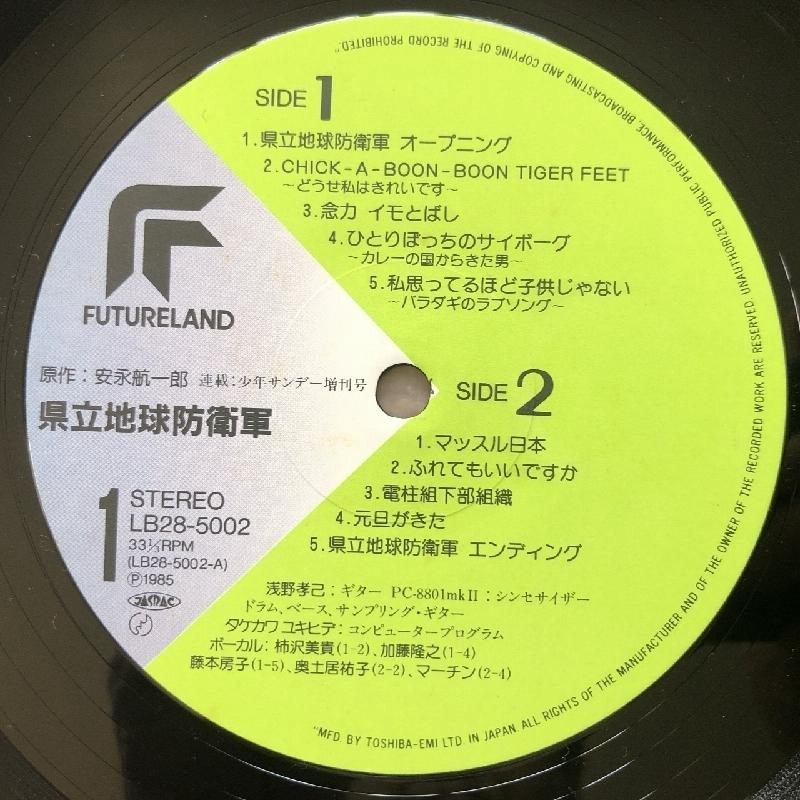 SIDE 1
1.県立地球防衛軍 オープニング
2.CHICK-A-BOON-BOON TIGER FEET
〜どうせ私はきれいです〜
3.念力 イモとばし
4.ひとりぼっちのサイボーグ
〜カレーの国からきた男〜
5.私思ってるほど子供じゃない
〜バラダギのラブソング〜
FUTURELAND
原作:安永航一郎 連載:少年サンデー増刊号
県立地球防衛軍
1
STEREO
LB28-5002
33⅓RPM
(LB28-5002-A)
Ⓟ1985
JASRAC
SIDE 2
1.マッスル日本
2.ふれてもいいですか
3.電柱組下部組織
4.元旦がきた
5.県立地球防衛軍 エンディング
浅野孝己:ギター PC-8801mkⅡ:シンセサイザー
ドラム、ベース、サンプリング・ギター
タケカワ ユキヒデ:コンピュータープログラム
ボーカル:柿沢美貴(1-2)、加藤隆之(1-4)
藤本房子(1-5)、奥土居祐子(2-2)、マーチン(2-4)
"MFD. BY TOSHIBA-EMI LTD. IN JAPAN. ALL RIGHTS OF THE MANUFACTURER AND OF THE OWNER OF THE RECORDED WORK ARE RESERVED. UNAUTHORIZED PUBLIC PERFORMANCE, BROADCASTING AND COPYING OF THE RECORD PROHIBITED."